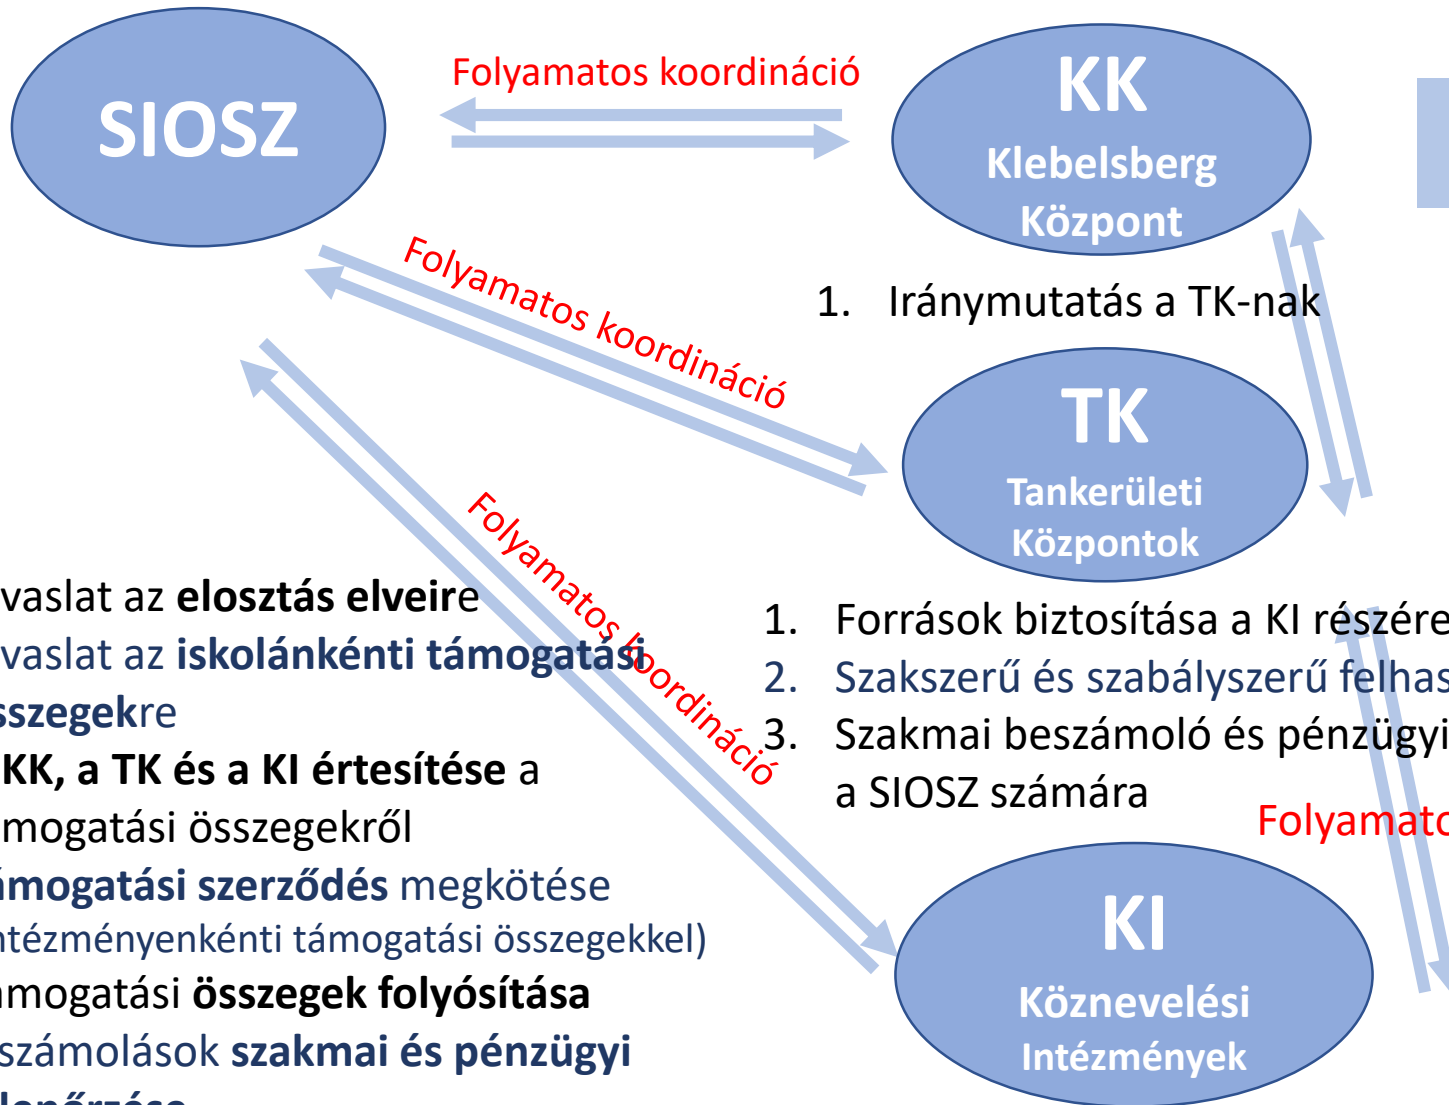 SIOSZ
Folyamatos koordináció
KK
Klebelsberg
Központ
Folyamatos koordináció
1. Iránymutatás a TK-nak
TK
Tankerületi
Központok
Folyamatos koordináció
vaslat az elosztás elveire
vaslat az iskolánkénti támogatási
sszegekre
KK, a TK és a KI értesítése a
mogatási összegekről
ámogatási szerződés megkötése
ntézményenkénti támogatási összegekkel)
ámogatási összegek folyósítása
számolások szakmai és pénzügyi
lenőrzése
1. Források biztosítása a KI részére
2. Szakszerű és szabályszerű felhas
3. Szakmai beszámoló és pénzügyi
a SIOSZ számára
Folyamato
KI
Köznevelési
Intézmények